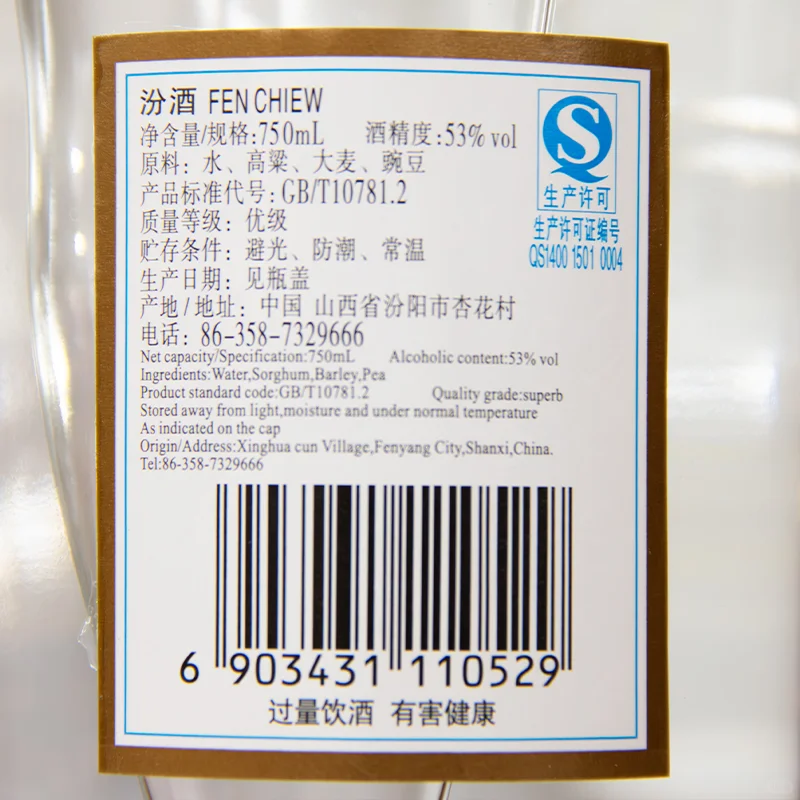 汾酒 FEN CHIEW
净含量/规格:750mL 酒精度:53% vol
原料: 水、高粱、大麦、豌豆
产品标准代号: GB/T10781.2
质量等级: 优级
贮存条件: 避光、防潮、常温
生产日期: 见瓶盖
产地/地址: 中国 山西省汾阳市杏花村
电话: 86-358-7329666
Net capacity/Specification:750mL Alcoholic content:53% vol
Ingredients:Water,Sorghum,Barley,Pea
Product standard code:GB/T10781.2 Quality grade:superb
Stored away from light,moisture and under normal temperature
As indicated on the cap
Origin/Address:Xinghua cun Village,Fenyang City,Shanxi,China.
Tel:86-358-7329666
生产许可
生产许可证编号
QS1400 1501 0004
6 903431 110529
过量饮酒 有害健康